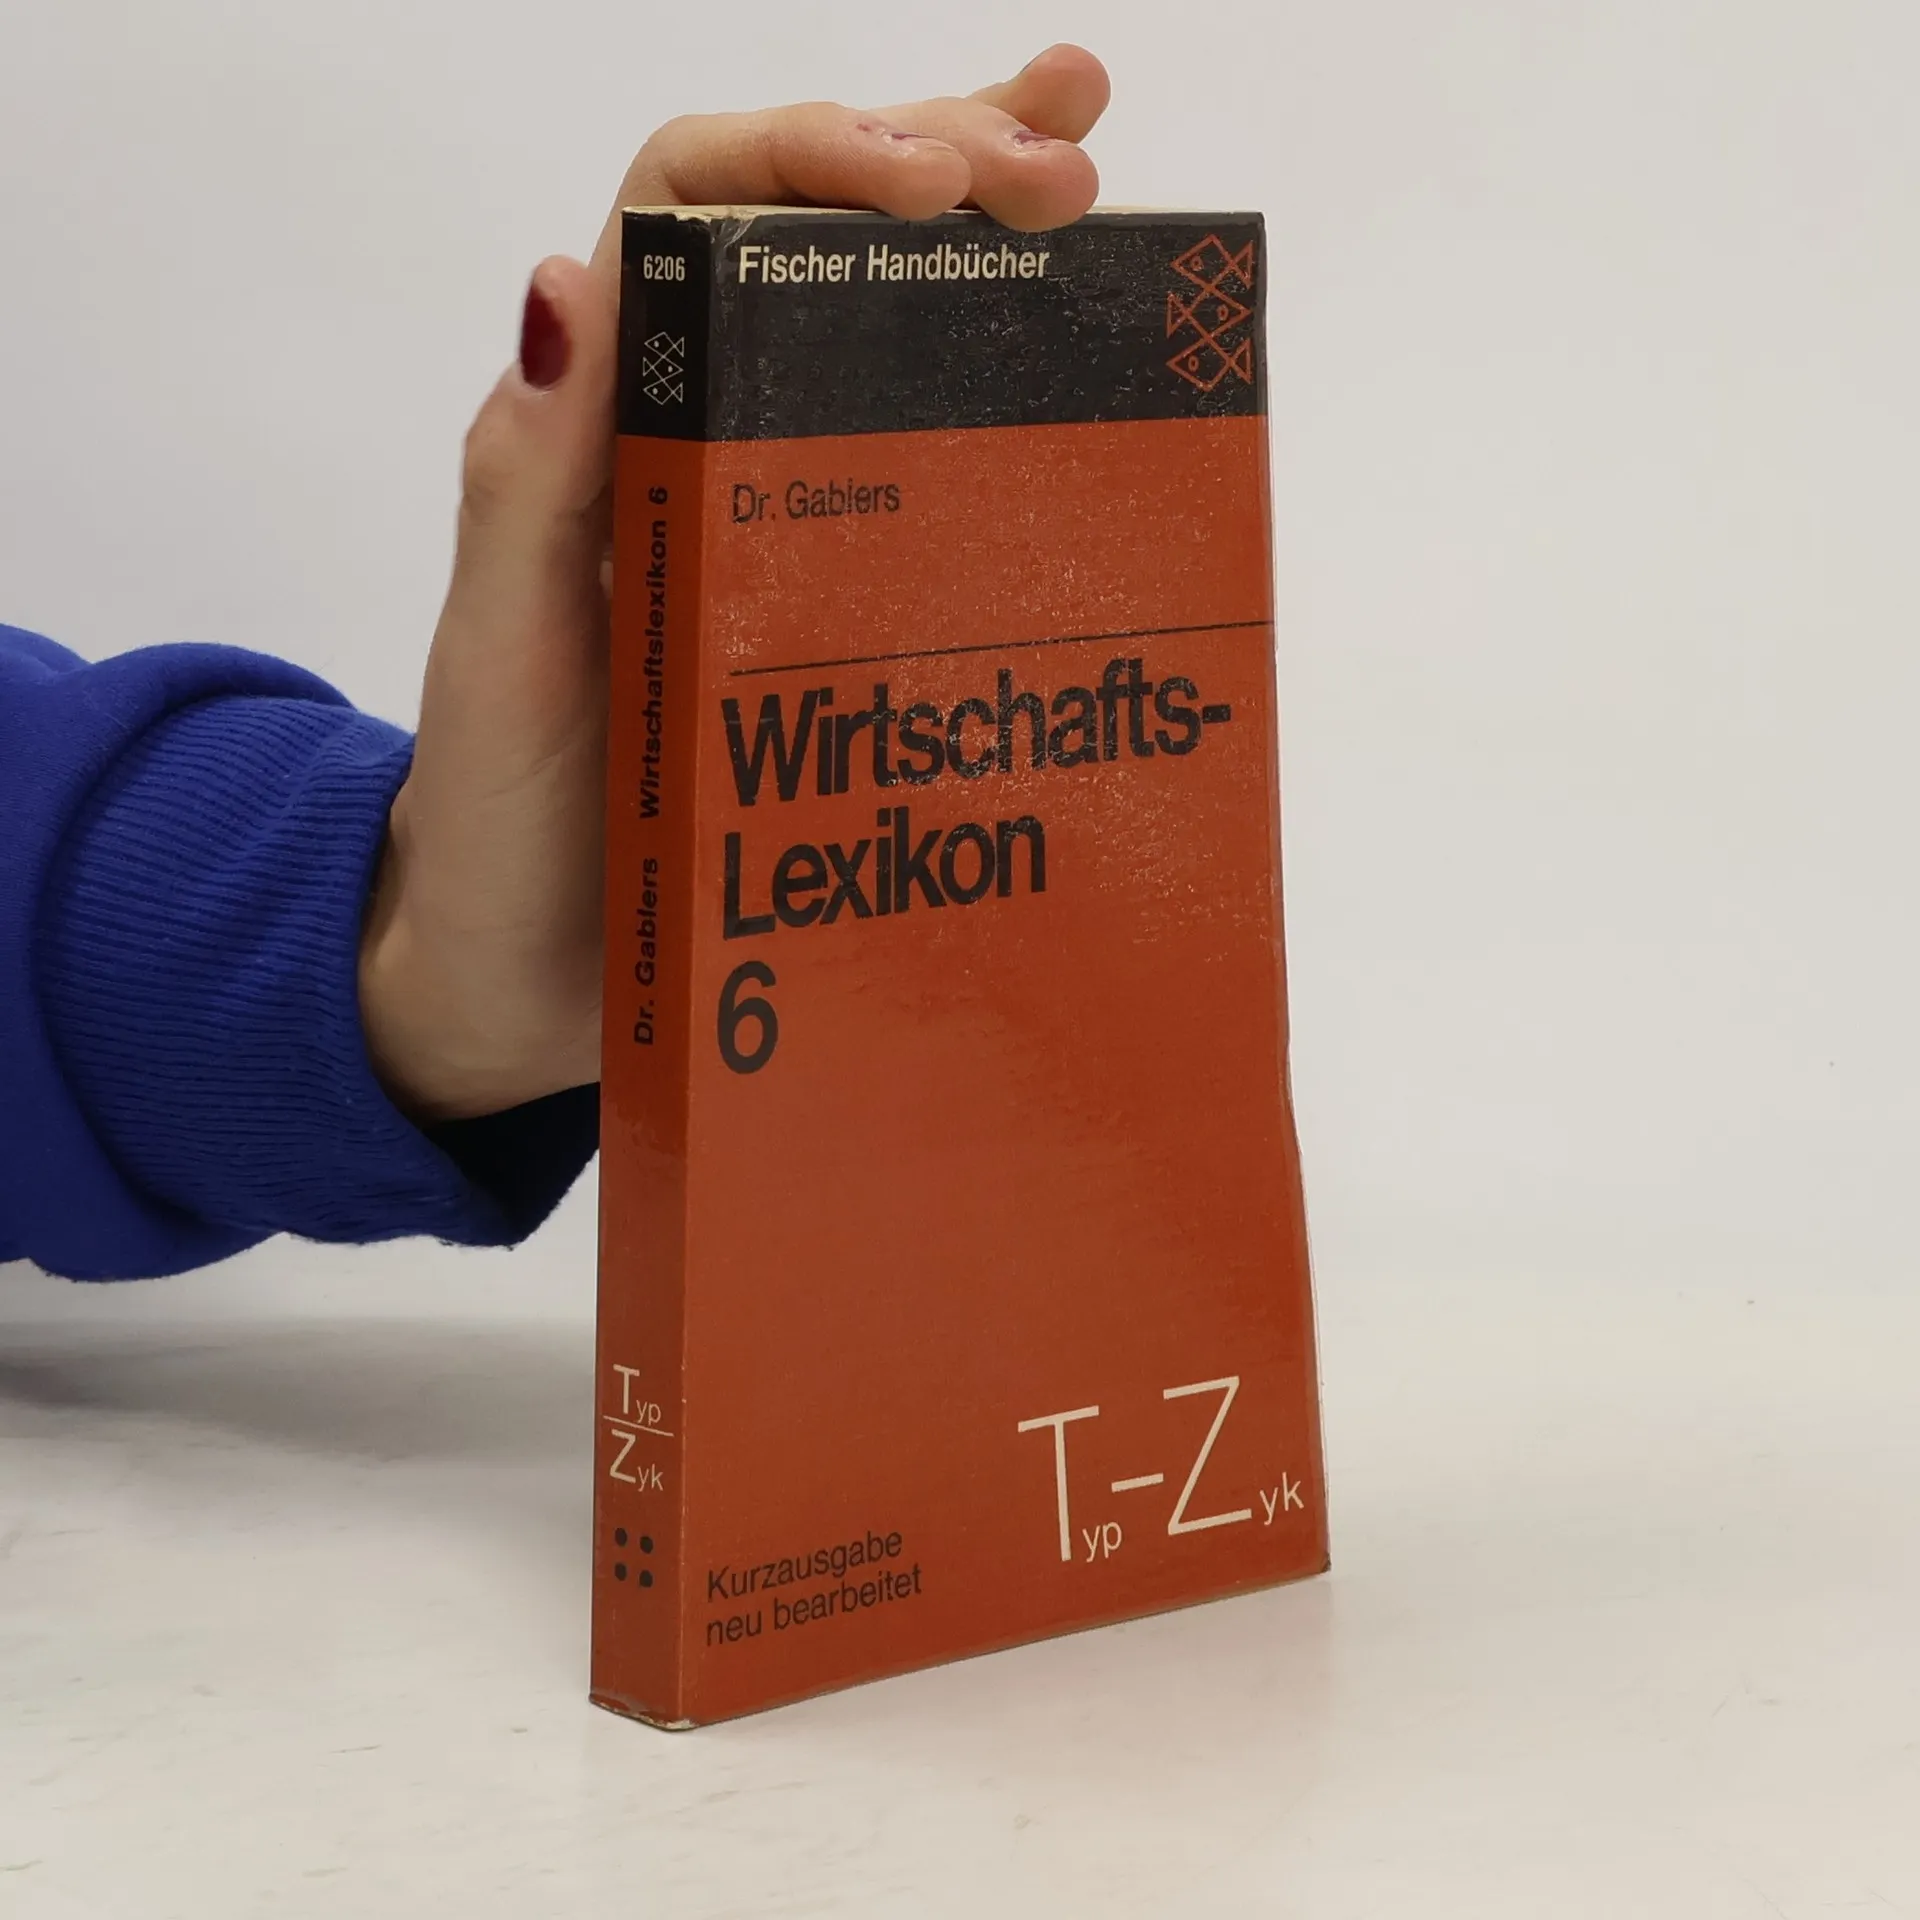 6206
Dr. Gablers Wirtschaftslexikon 6
Typ
Zyk
Fischer Handbücher
Dr. Gablers
Wirtschafts-
Lexikon
6
Typ-Zyk
Kurzausgabe
neu bearbeitet